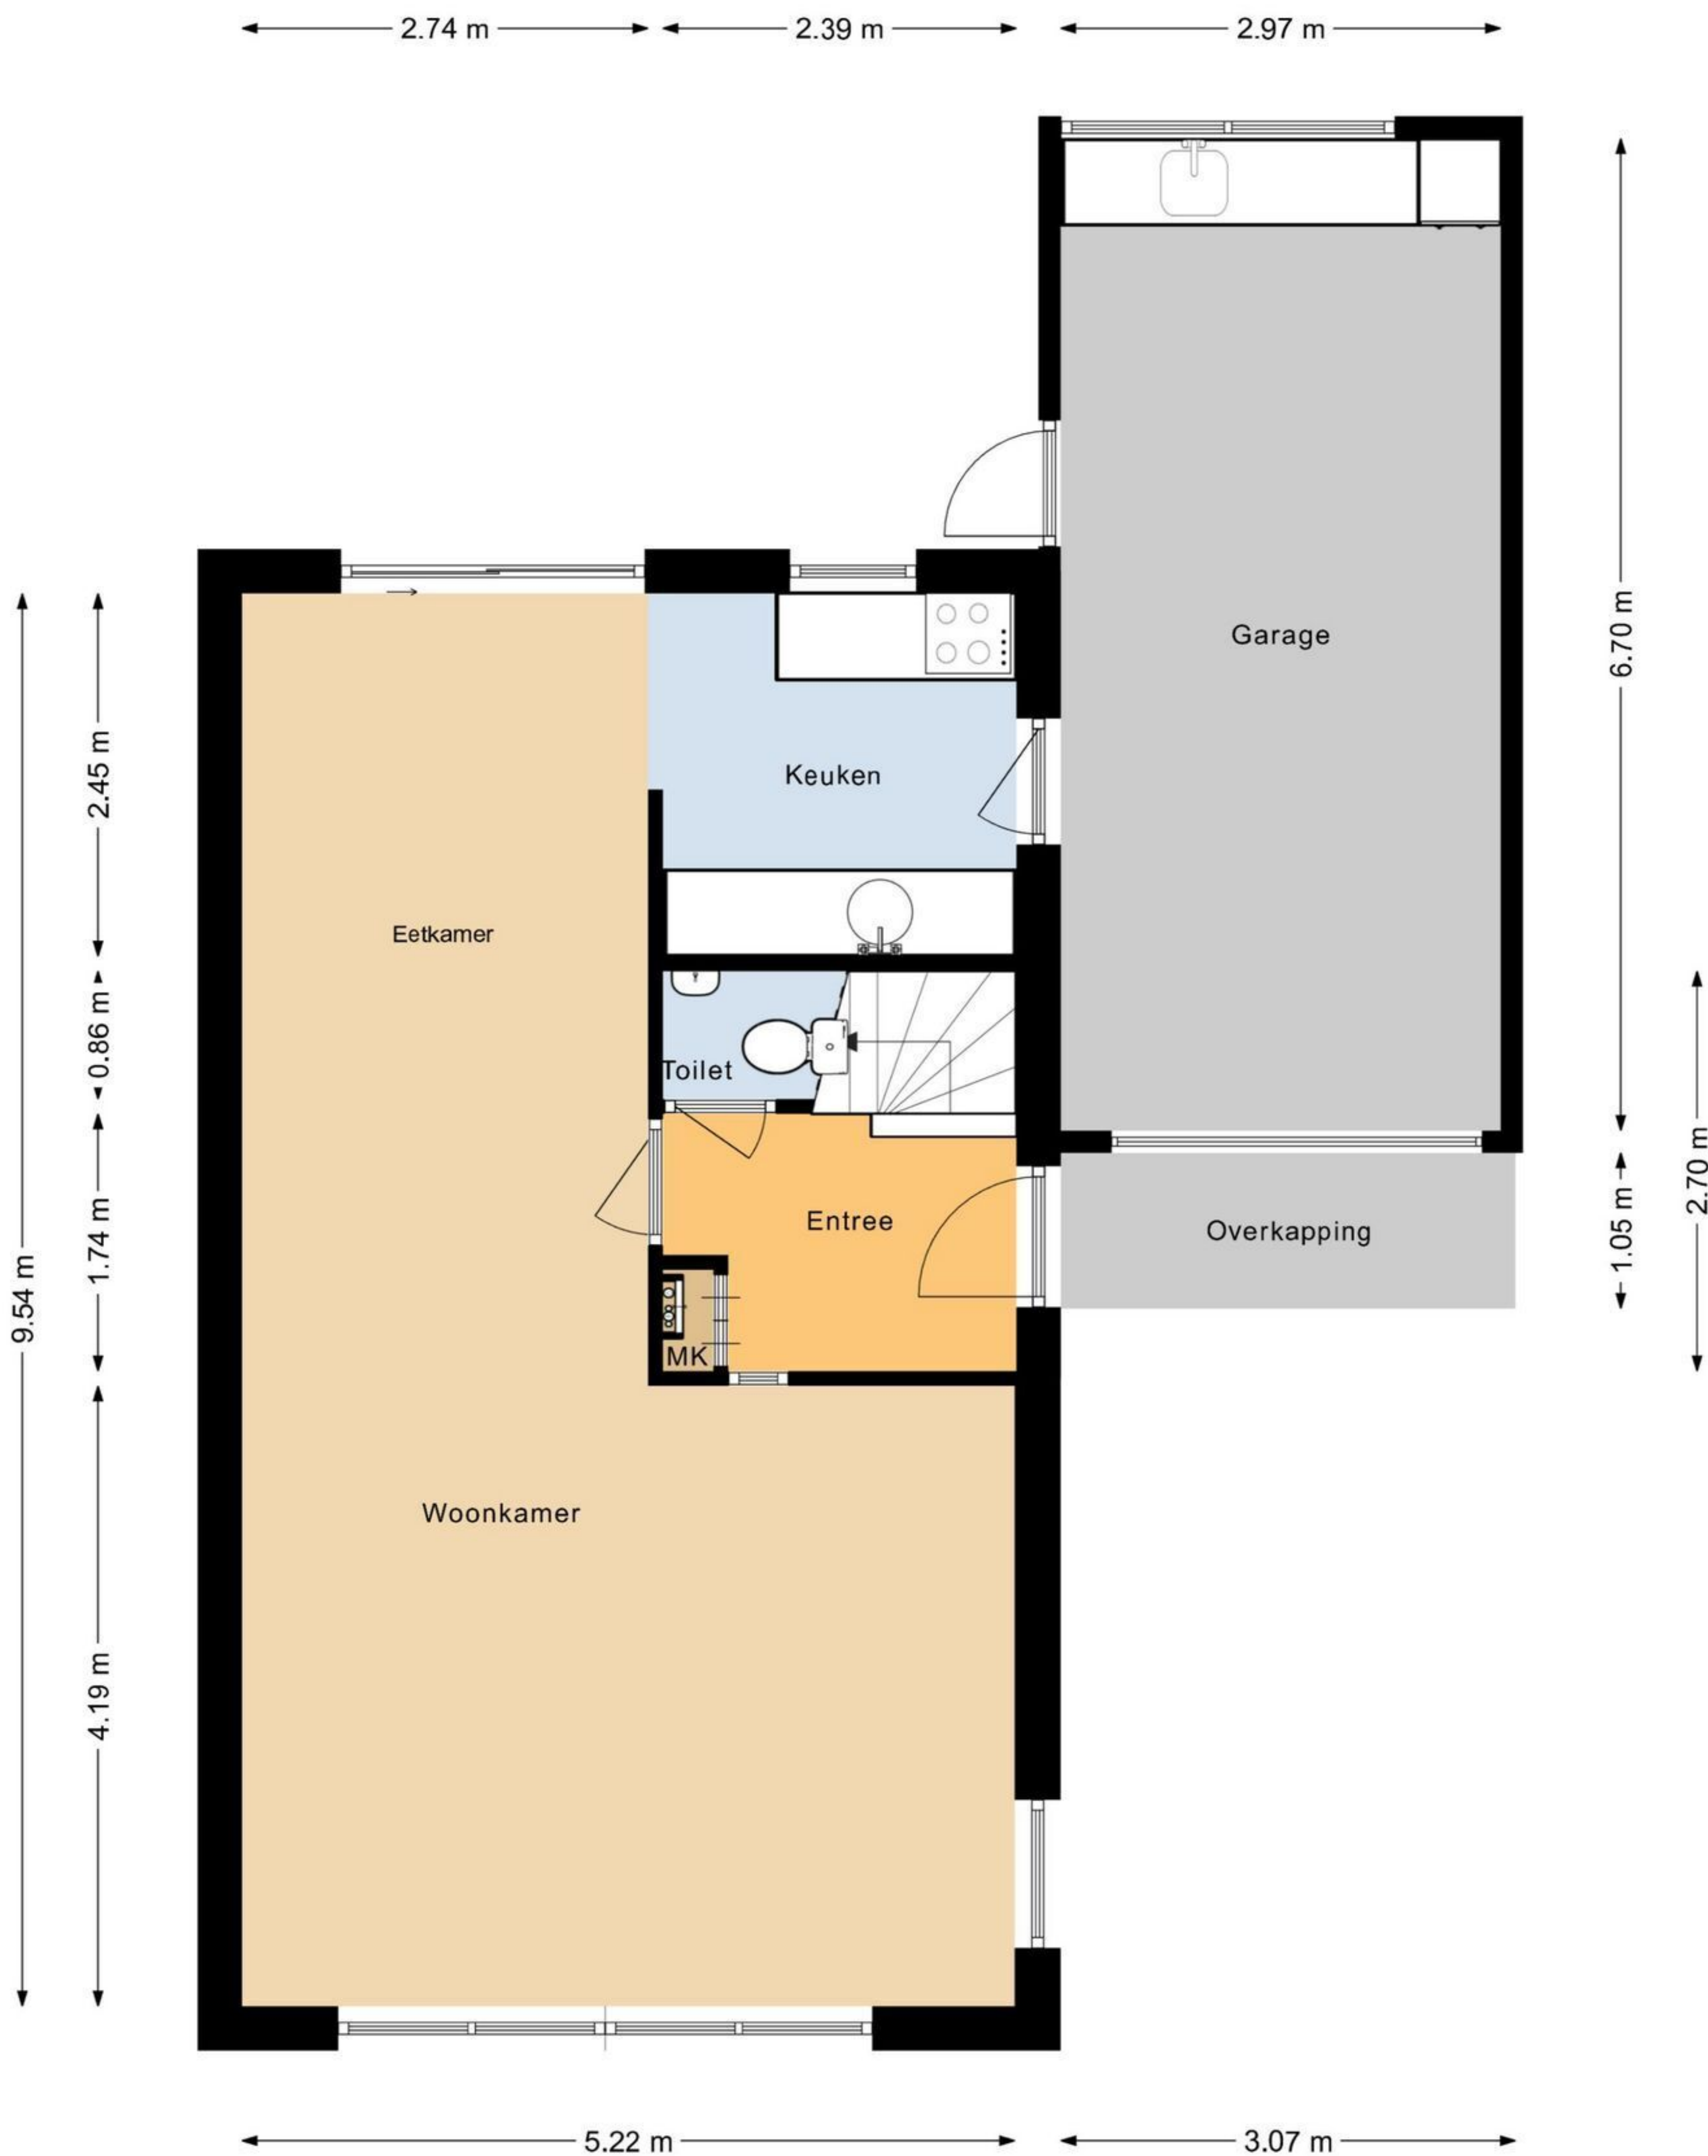 2.74 m
2.39 m
2.97 m
Garage
6.70 m
Keuken
2.45 m
Eetkamer
0.86 m
Toilet
Entree
Overkapping
1.05 m
2.70 m
1.74 m
9.54 m
MK
Woonkamer
4.19 m
5.22 m
3.07 m